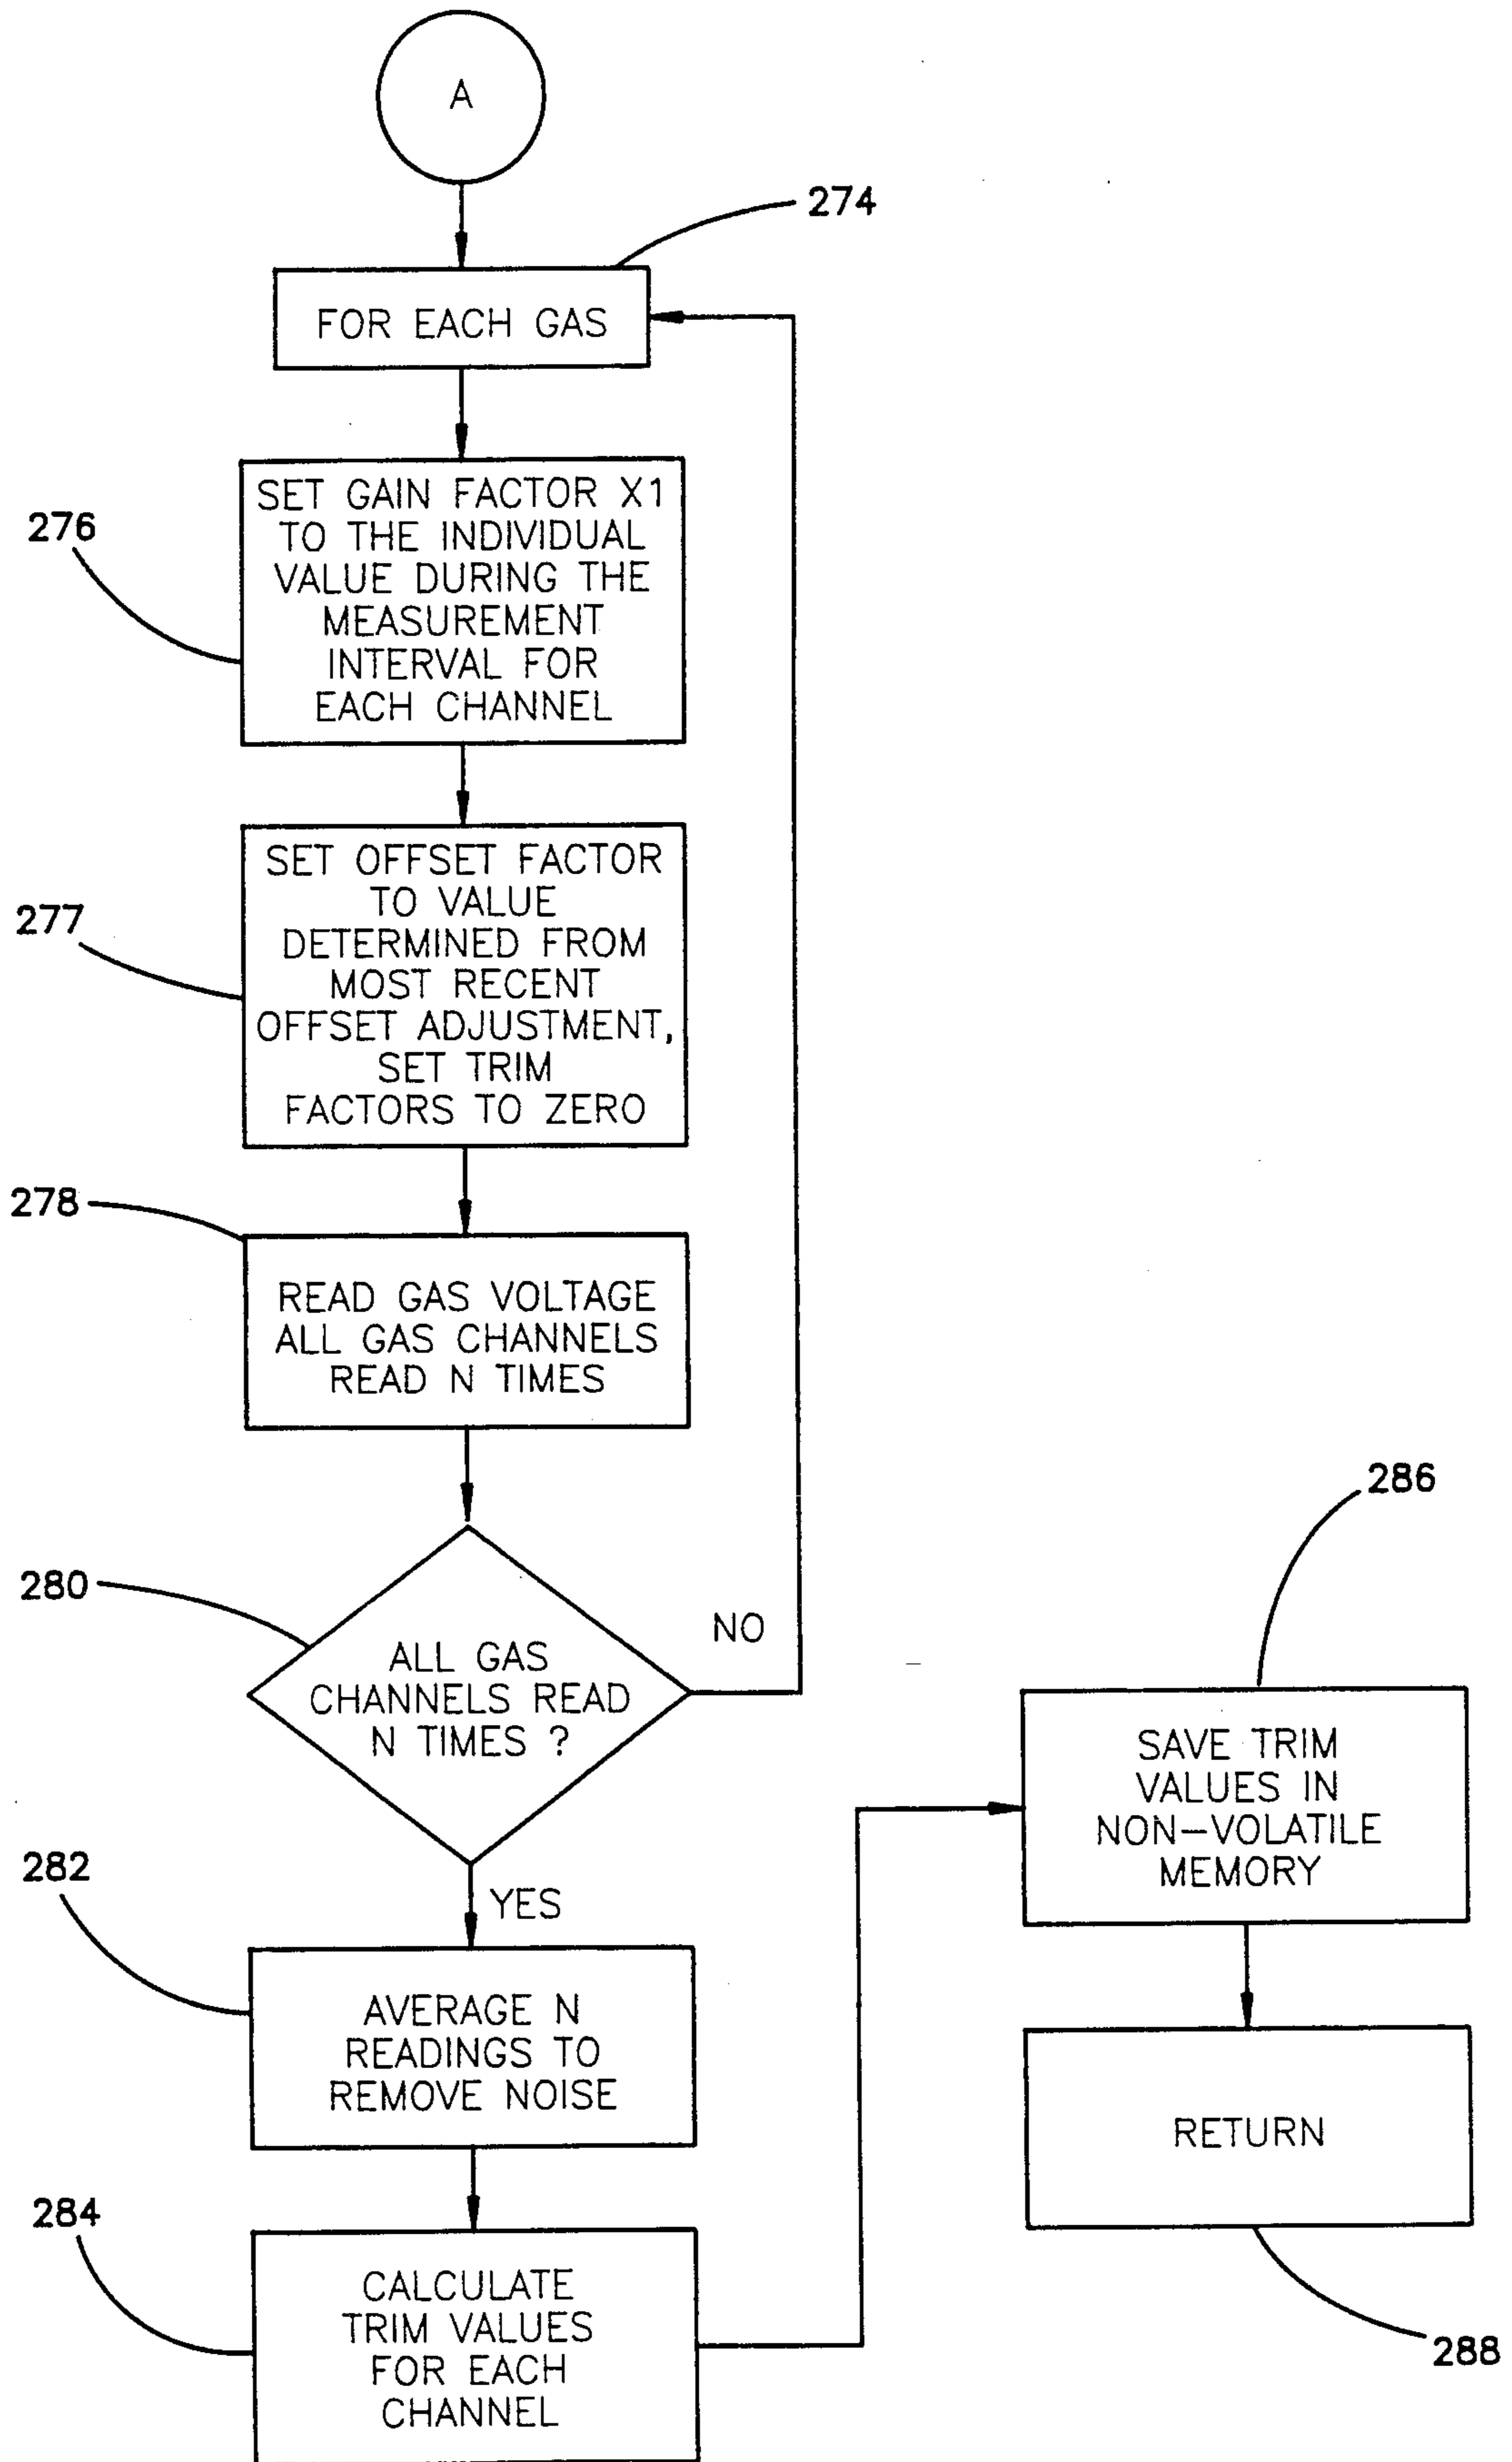 A
274
FOR EACH GAS
276
SET GAIN FACTOR X1
TO THE INDIVIDUAL
VALUE DURING THE
MEASUREMENT
INTERVAL FOR
EACH CHANNEL
277
SET OFFSET FACTOR
TO VALUE
DETERMINED FROM
MOST RECENT
OFFSET ADJUSTMENT,
SET TRIM
FACTORS TO ZERO
278
READ GAS VOLTAGE
ALL GAS CHANNELS
READ N TIMES
280
ALL GAS
CHANNELS READ
N TIMES ?
NO
YES
282
AVERAGE N
READINGS TO
REMOVE NOISE
284
CALCULATE
TRIM VALUES
FOR EACH
CHANNEL
286
SAVE TRIM
VALUES IN
NON-VOLATILE
MEMORY
RETURN
288